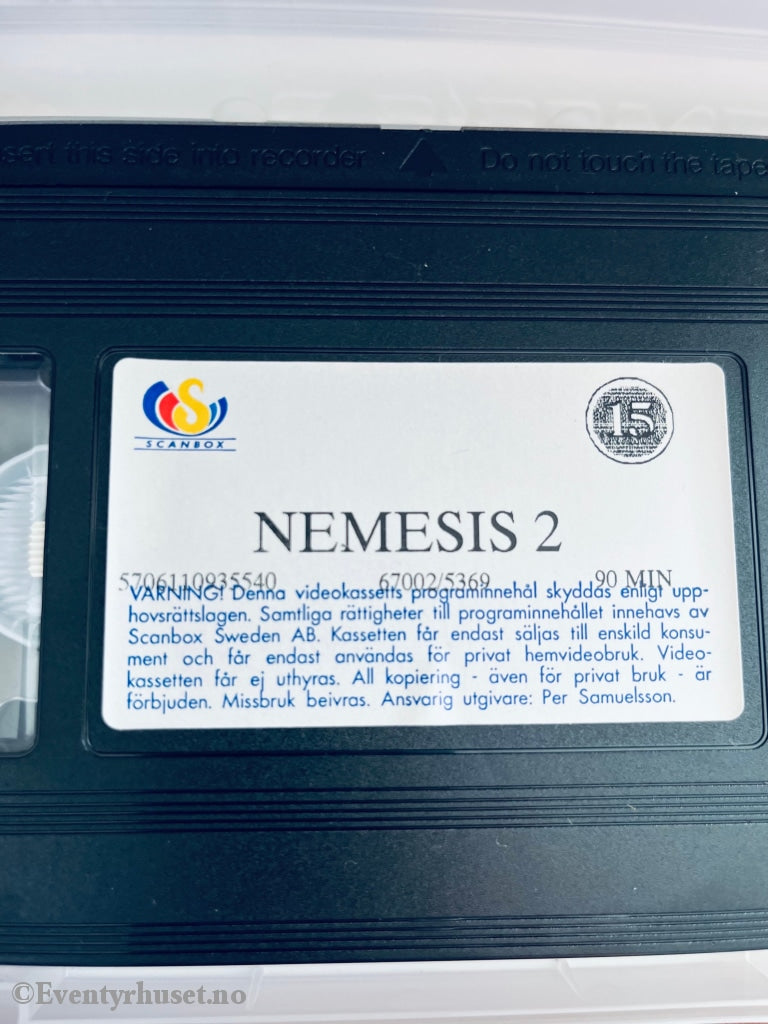 sert this side into recorder Do not touch the tape
S
SCANBOX
15
NEMESIS 2
5706110935540 67002/5369 90 MIN
VARNING! Denna videokassetts programinnehål skyddas enligt upp-
hovsrättslagen. Samtliga rättigheter till programinnehållet innehavs av
Scanbox Sweden AB. Kassetten får endast säljas till enskild konsu-
ment och får endast användas för privat hemvideobruk. Video-
kassetten får ej uthyras. All kopiering - även för privat bruk - är
förbjuden. Missbruk beivras. Ansvarig utgivare: Per Samuelsson.
©Eventyrhuset.no